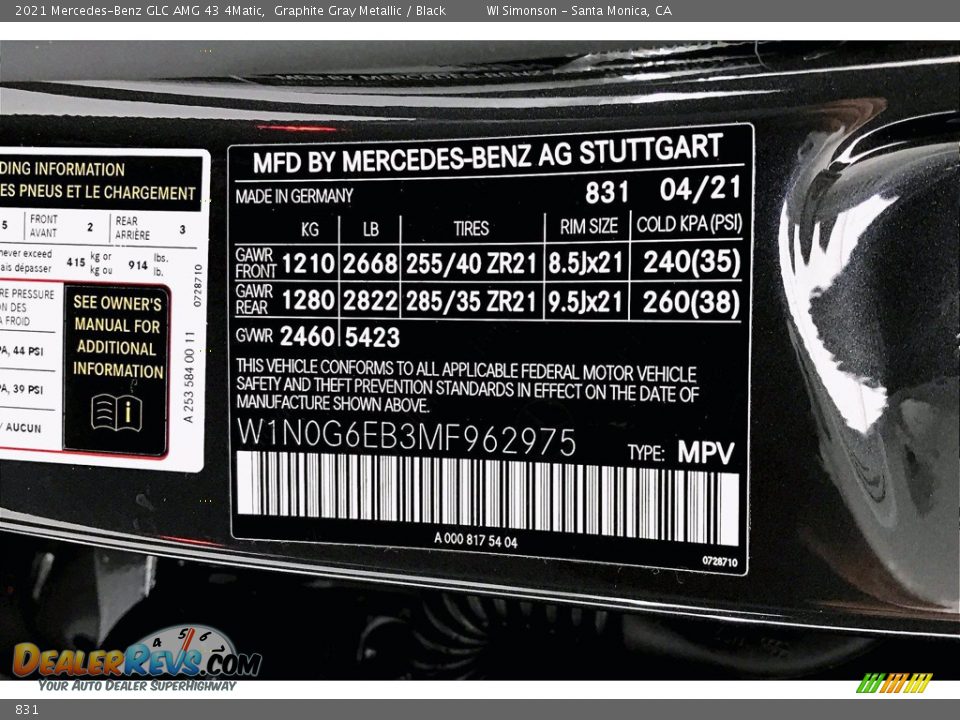 2021 Mercedes-Benz GLC AMG 43 4Matic, Graphite Gray Metallic / Black WI Simonson - Santa Monica, CA
DING INFORMATION
ES PNEUS ET LE CHARGEMENT
5 FRONT AVANT 2 REAR ARRIÈRE 3
never exceed 415 kg or 914 lbs.
ais dépasser kg ou lb.
RE PRESSURE
ON DES
A FROID
PA, 44 PSI
PA, 39 PSI
/ AUCUN
SEE OWNER'S
MANUAL FOR
ADDITIONAL
INFORMATION
i
0728710
A 253 584 00 11
MFD BY MERCEDES-BENZ AG STUTTGART
MADE IN GERMANY 831 04/21
KG LB TIRES RIM SIZE COLD KPA (PSI)
GAWR FRONT 1210 2668 255/40 ZR21 8.5Jx21 240(35)
GAWR REAR 1280 2822 285/35 ZR21 9.5Jx21 260(38)
GVWR 2460 5423
THIS VEHICLE CONFORMS TO ALL APPLICABLE FEDERAL MOTOR VEHICLE
SAFETY AND THEFT PREVENTION STANDARDS IN EFFECT ON THE DATE OF
MANUFACTURE SHOWN ABOVE.
W1N0G6EB3MF962975 TYPE: MPV
A 000 817 54 04
0728710
4 5 6
DEALERREVS.COM
YOUR AUTO DEALER SUPERHIGHWAY
831